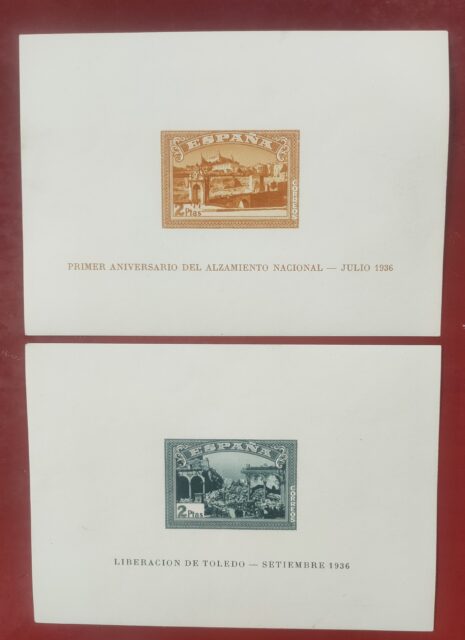 ESPAÑA
CORREOS
2 Ptas
PRIMER ANIVERSARIO DEL ALZAMIENTO NACIONAL — JULIO 1936
ESPAÑA
CORREOS
2 Ptas
LIBERACION DE TOLEDO — SETIEMBRE 1936